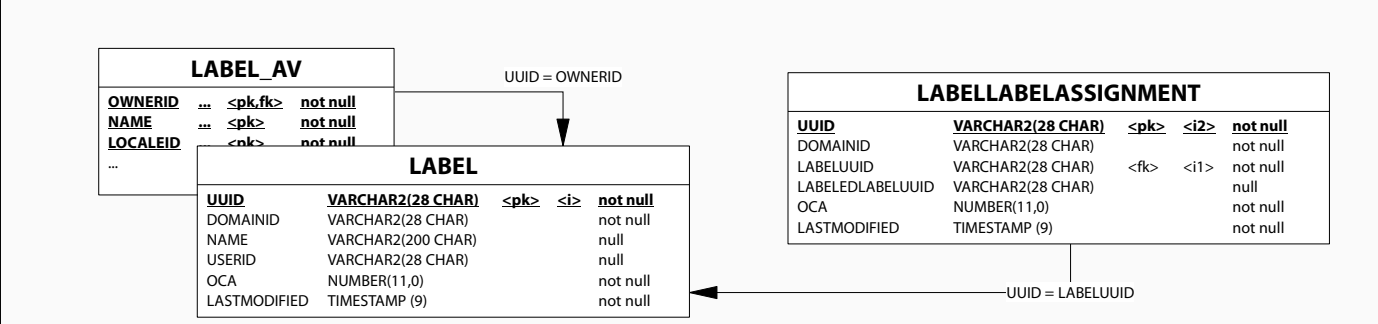 LABEL_AV
OWNERID ... <pk,fk> not null
NAME ... <pk> not null
LOCALEID <pk> not null
...
UUID = OWNERID
LABEL
UUID VARCHAR2(28 CHAR) <pk> <i> not null
DOMAINID VARCHAR2(28 CHAR) not null
NAME VARCHAR2(200 CHAR) null
USERID VARCHAR2(28 CHAR) null
OCA NUMBER(11,0) not null
LASTMODIFIED TIMESTAMP (9) not null
LABELLABELASSIGNMENT
UUID VARCHAR2(28 CHAR) <pk> <i2> not null
DOMAINID VARCHAR2(28 CHAR) not null
LABELUUID VARCHAR2(28 CHAR) <fk> <i1> not null
LABELEDLABELUUID VARCHAR2(28 CHAR) null
OCA NUMBER(11,0) not null
LASTMODIFIED TIMESTAMP (9) not null
UUID = LABELUUID